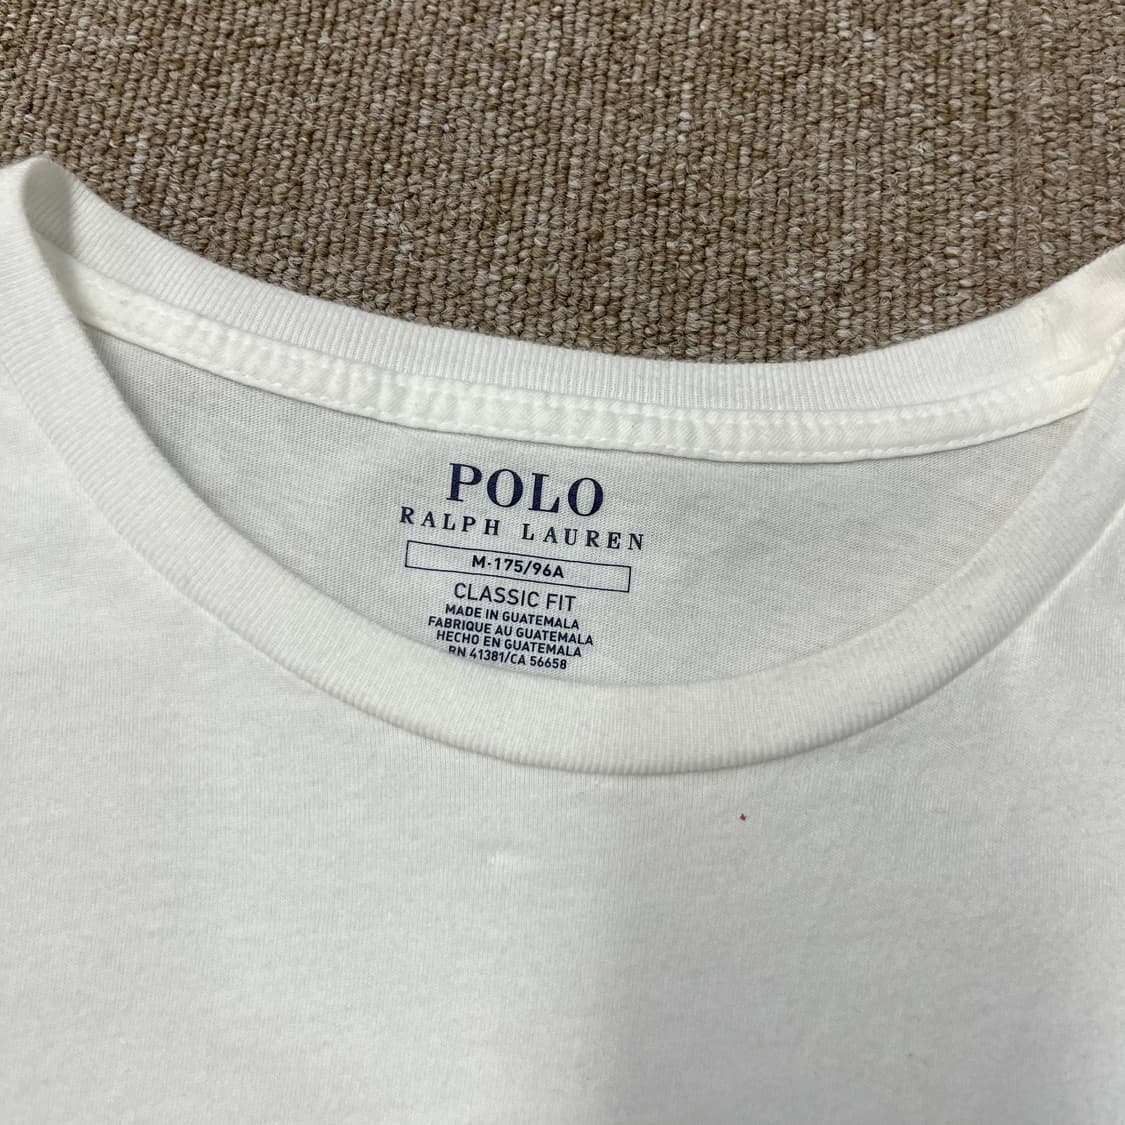 POLO
RALPH LAUREN
M·175/96A
CLASSIC FIT
MADE IN GUATEMALA
FABRIQUE AU GUATEMALA
HECHO EN GUATEMALA
RN 41381/CA 56658